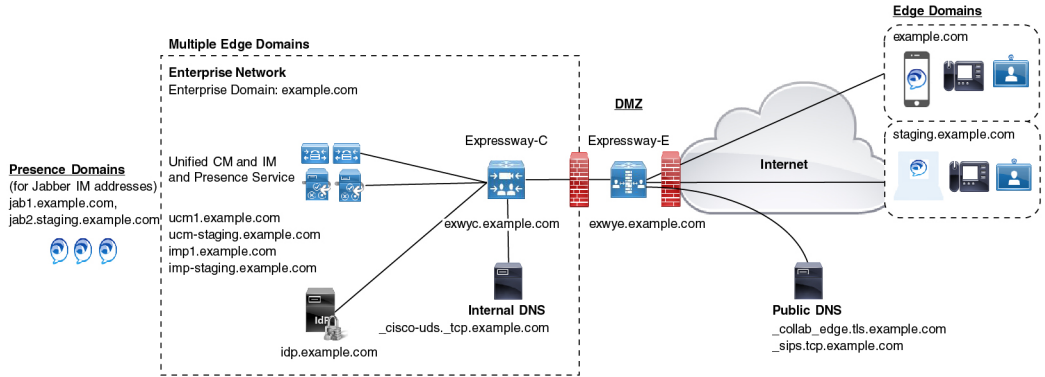 Edge Domains
example.com
staging.example.com
Multiple Edge Domains
Enterprise Network
Enterprise Domain: example.com
DMZ
Expressway-C
Expressway-E
Internet
Presence Domains
(for Jabber IM addresses)
jab1.example.com,
jab2.staging.example.com
Unified CM and IM
and Presence Service
ucm1.example.com
ucm-staging.example.com
imp1.example.com
imp-staging.example.com
exwyc.example.com
exwye.example.com
IdP
idp.example.com
Internal DNS
_cisco-uds._tcp.example.com
Public DNS
_collab_edge.tls.example.com
_sips.tcp.example.com